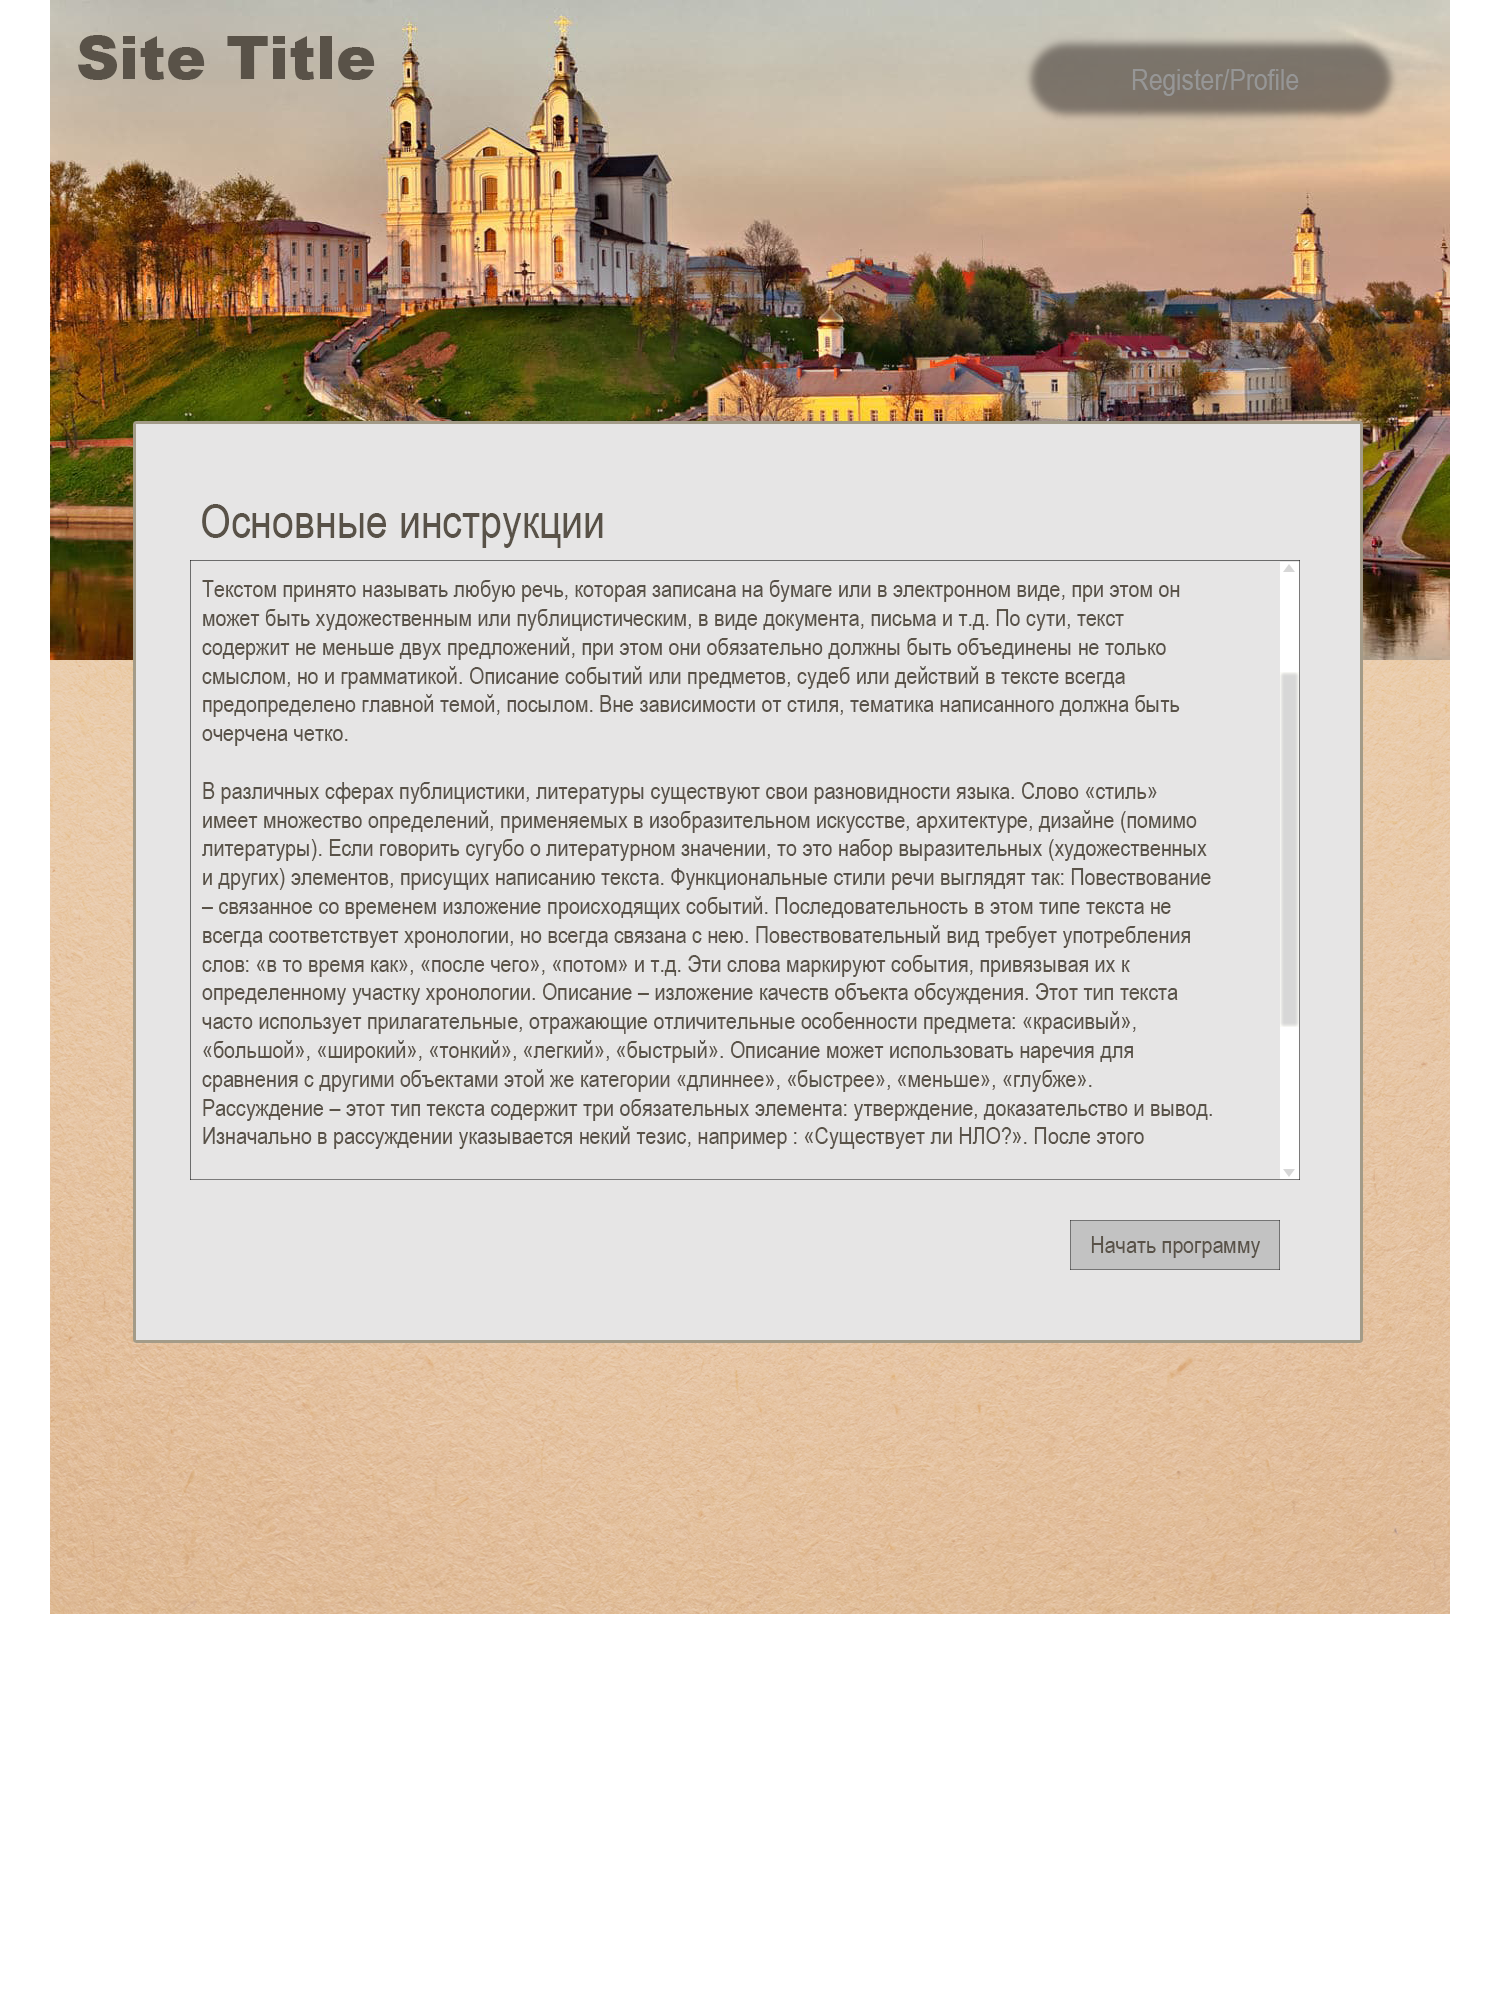 Site Title
Register/Profile
Основные инструкции
Текстом принято называть любую речь, которая записана на бумаге или в электронном виде, при этом он
может быть художественным или публицистическим, в виде документа, письма и т.д. По сути, текст
содержит не меньше двух предложений, при этом они обязательно должны быть объединены не только
смыслом, но и грамматикой. Описание событий или предметов, судеб или действий в тексте всегда
предопределено главной темой, посылом. Вне зависимости от стиля, тематика написанного должна быть
очерчена четко.
В различных сферах публицистики, литературы существуют свои разновидности языка. Слово «стиль»
имеет множество определений, применяемых в изобразительном искусстве, архитектуре, дизайне (помимо
литературы). Если говорить сугубо о литературном значении, то это набор выразительных (художественных
и других) элементов, присущих написанию текста. Функциональные стили речи выглядят так: Повествование
– связанное со временем изложение происходящих событий. Последовательность в этом типе текста не
всегда соответствует хронологии, но всегда связана с нею. Повествовательный вид требует употребления
слов: «в то время как», «после чего», «потом» и т.д. Эти слова маркируют события, привязывая их к
определенному участку хронологии. Описание – изложение качеств объекта обсуждения. Этот тип текста
часто использует прилагательные, отражающие отличительные особенности предмета: «красивый»,
«большой», «широкий», «тонкий», «легкий», «быстрый». Описание может использовать наречия для
сравнения с другими объектами этой же категории «длиннее», «быстрее», «меньше», «глубже».
Рассуждение – этот тип текста содержит три обязательных элемента: утверждение, доказательство и вывод.
Изначально в рассуждении указывается некий тезис, например : «Существует ли НЛО?». После этого
Начать программу